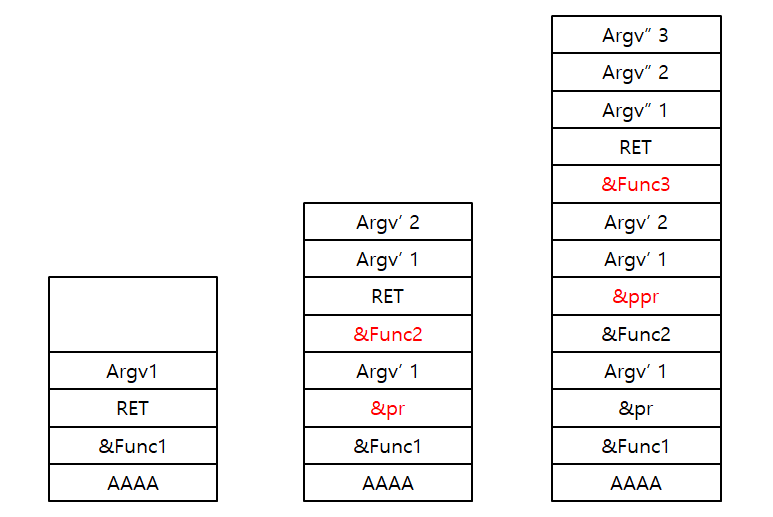 Argv1
RET
&Func1
AAAA
Argv’ 2
Argv’ 1
RET
&Func2
Argv’ 1
&pr
&Func1
AAAA
Argv” 3
Argv” 2
Argv” 1
RET
&Func3
Argv’ 2
Argv’ 1
&ppr
&Func2
Argv’ 1
&pr
&Func1
AAAA